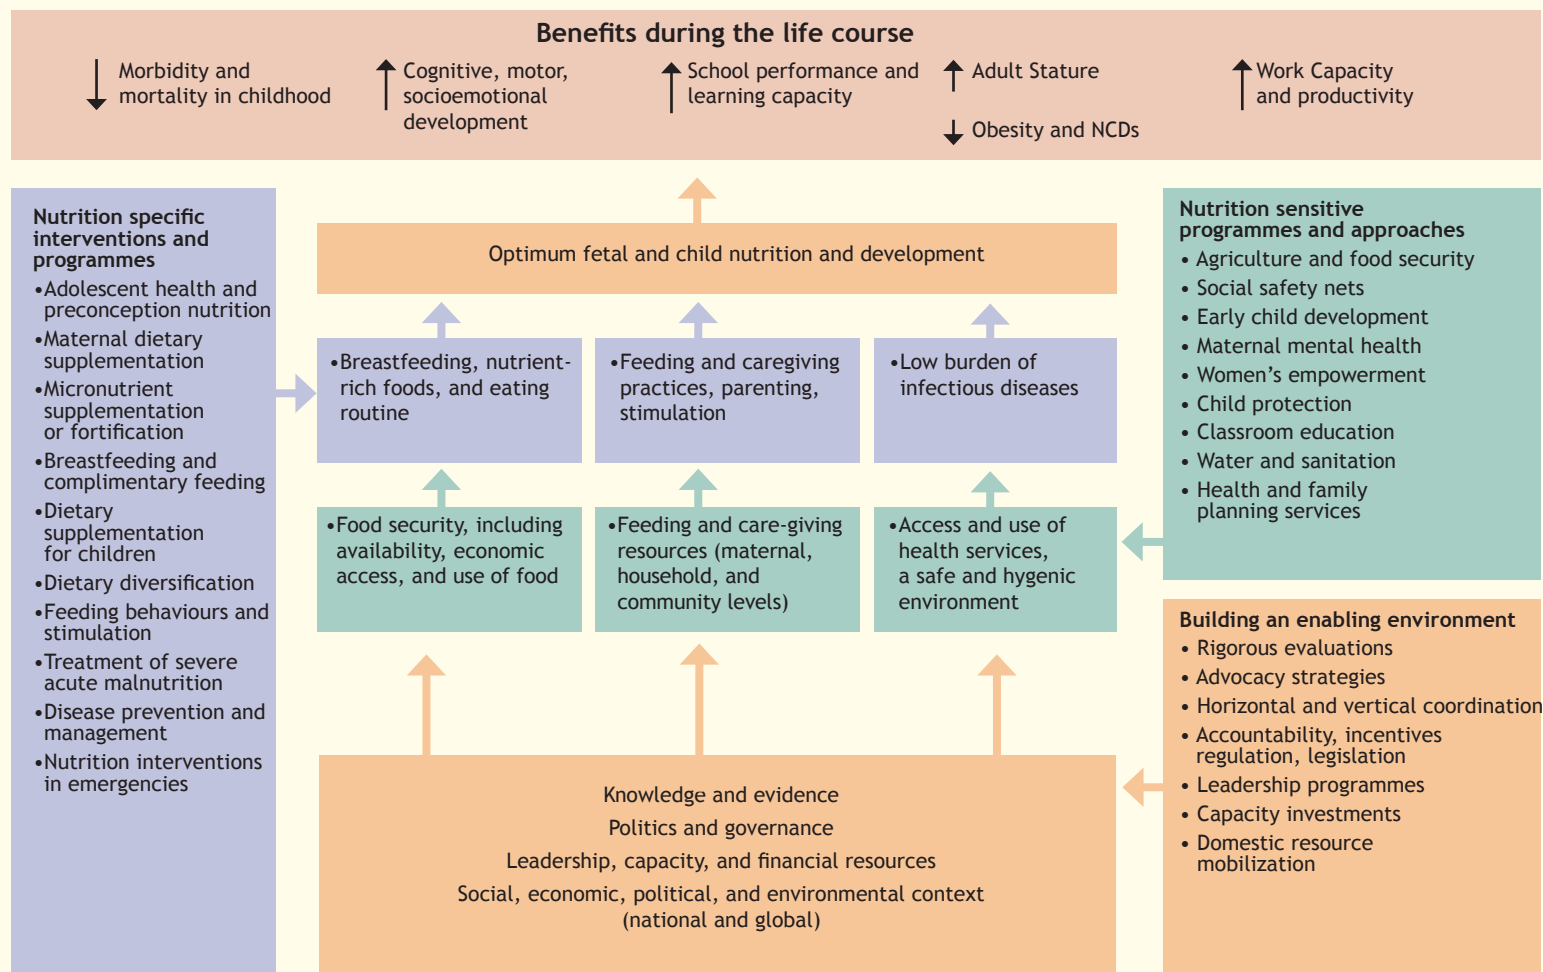 Benefits during the life course
Morbidity and
mortality in childhood
Cognitive, motor,
socioemotional
development
School performance and
learning capacity
Adult Stature
Obesity and NCDs
Work Capacity
and productivity
Nutrition specific
interventions and
programmes
•Adolescent health and
preconception nutrition
•Maternal dietary
supplementation
•Micronutrient
supplementation
or fortification
•Breastfeeding and
complimentary feeding
•Dietary
supplementation
for children
•Dietary diversification
•Feeding behaviours and
stimulation
•Treatment of severe
acute malnutrition
•Disease prevention and
management
•Nutrition interventions
in emergencies
Optimum fetal and child nutrition and development
•Breastfeeding, nutrient-
rich foods, and eating
routine
•Feeding and caregiving
practices, parenting,
stimulation
•Low burden of
infectious diseases
•Food security, including
availability, economic
access, and use of food
•Feeding and care-giving
resources (maternal,
household, and
community levels)
•Access and use of
health services,
a safe and hygenic
environment
Knowledge and evidence
Politics and governance
Leadership, capacity, and financial resources
Social, economic, political, and environmental context
(national and global)
Nutrition sensitive
programmes and approaches
• Agriculture and food security
• Social safety nets
• Early child development
• Maternal mental health
• Women’s empowerment
• Child protection
• Classroom education
• Water and sanitation
• Health and family
planning services
Building an enabling environment
• Rigorous evaluations
• Advocacy strategies
• Horizontal and vertical coordination
• Accountability, incentives
regulation, legislation
• Leadership programmes
• Capacity investments
• Domestic resource
mobilization